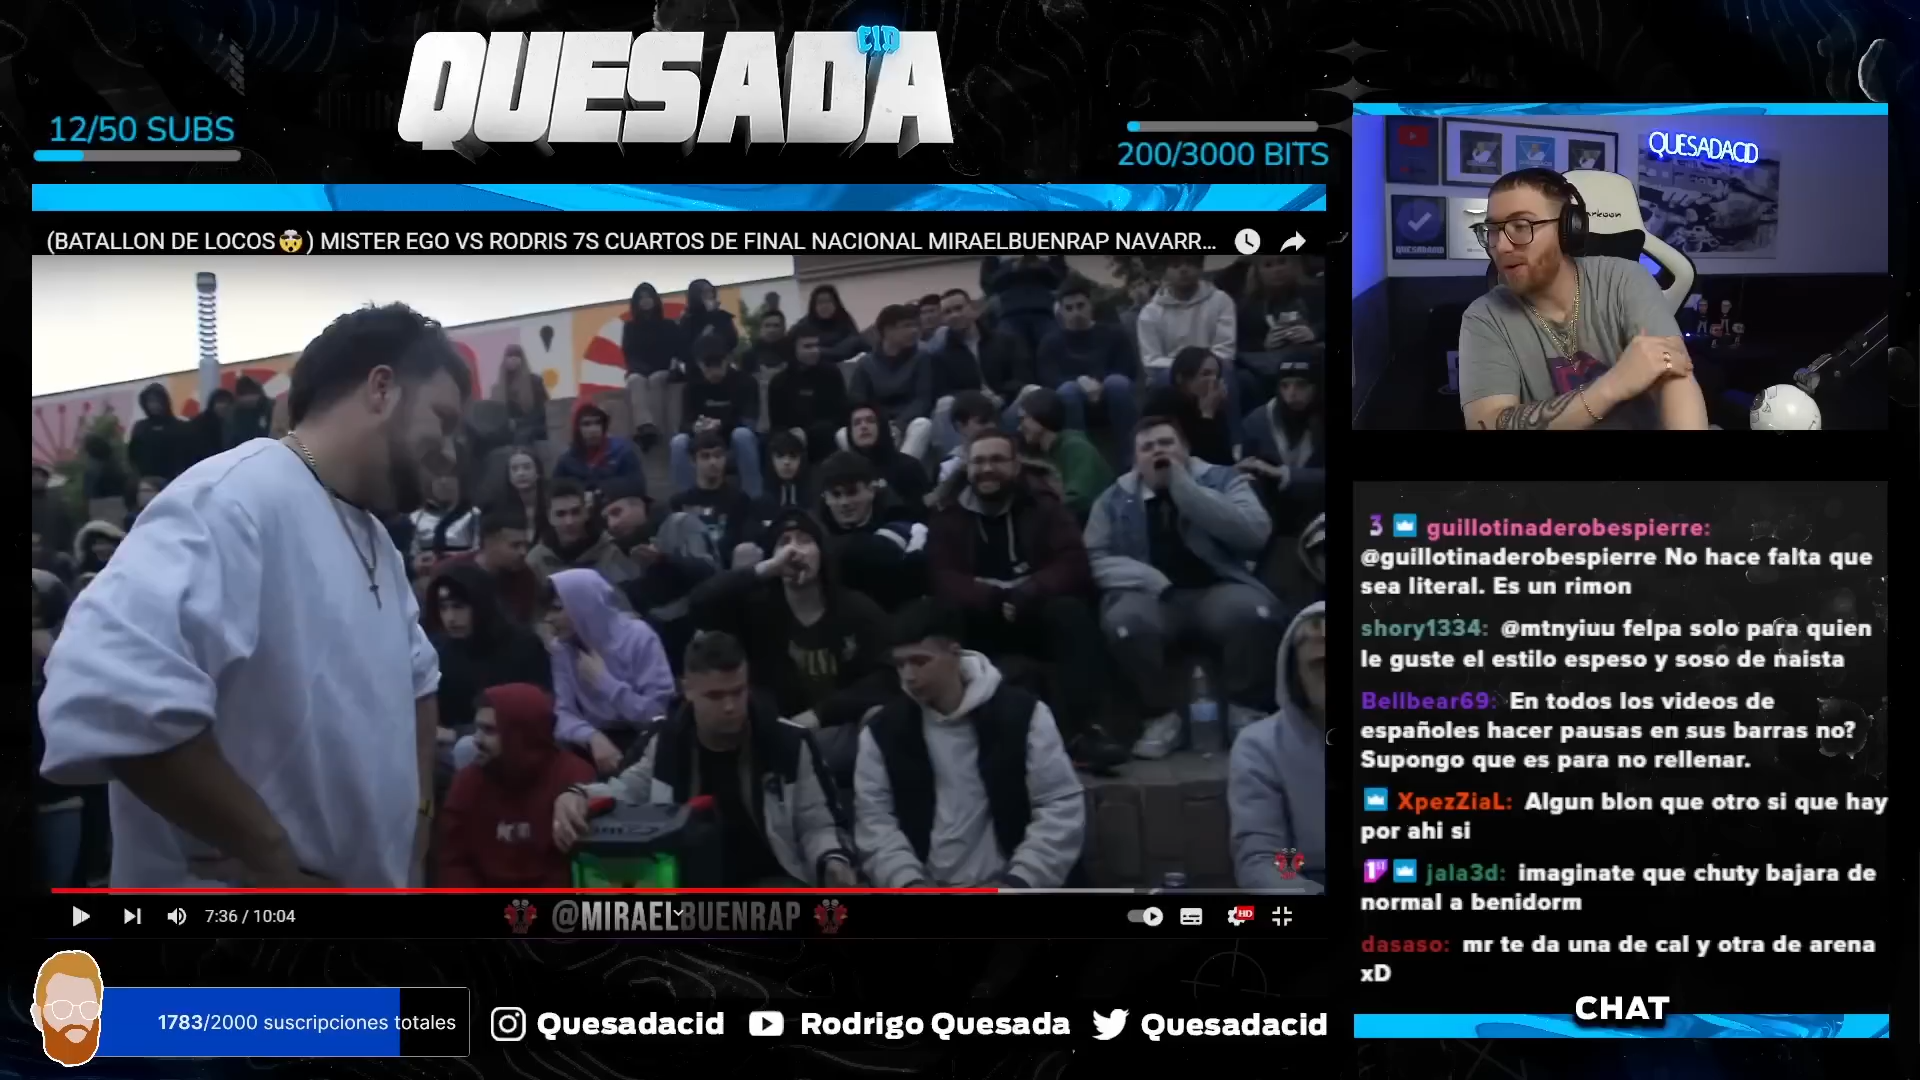 QUESADA
CID
12/50 SUBS
200/3000 BITS
(BATALLON DE LOCOS🤯) MISTER EGO VS RODRIS 7S CUARTOS DE FINAL NACIONAL MIRAELBUENRAP NAVARR...
QUESADACID
QUESADACID
7:36 / 10:04
@MIRAELBUENRAP
HD
3 guillotinaderobespierre:
@guillotinaderobespierre No hace falta que
sea literal. Es un rimon
shory1334: @mtnyiuu felpa solo para quien
le guste el estilo espeso y soso de naista
Bellbear69: En todos los videos de
españoles hacer pausas en sus barras no?
Supongo que es para no rellenar.
XpezZiaL: Algun blon que otro si que hay
por ahi si
1º jala3d: imaginate que chuty bajara de
normal a benidorm
dasaso: mr te da una de cal y otra de arena
xD
CHAT
1783/2000 suscripciones totales
Quesadacid
Rodrigo Quesada
Quesadacid